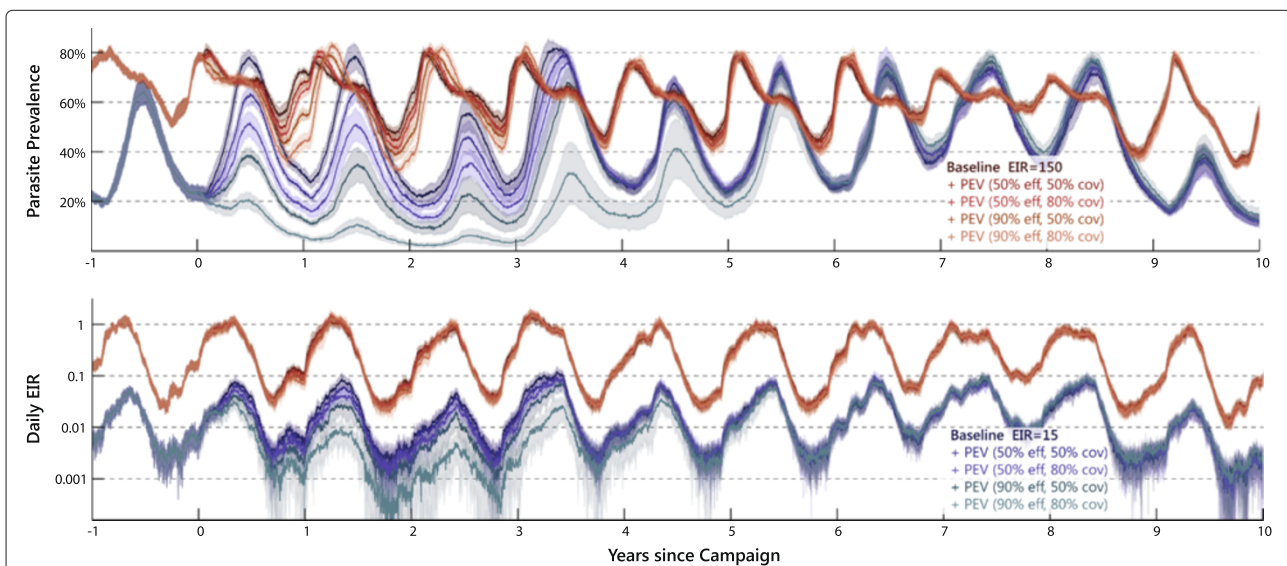 Parasite Prevalence
80%
60%
40%
20%
Baseline EIR=150
+ PEV (50% eff, 50% cov)
+ PEV (50% eff, 80% cov)
+ PEV (90% eff, 50% cov)
+ PEV (90% eff, 80% cov)
-1 0 1 2 3 4 5 6 7 8 9 10
Daily EIR
1
0.1
0.01
0.001
Baseline EIR=15
+ PEV (50% eff, 50% cov)
+ PEV (50% eff, 80% cov)
+ PEV (90% eff, 50% cov)
+ PEV (90% eff, 80% cov)
-1 0 1 2 3 4 5 6 7 8 9 10
Years since Campaign